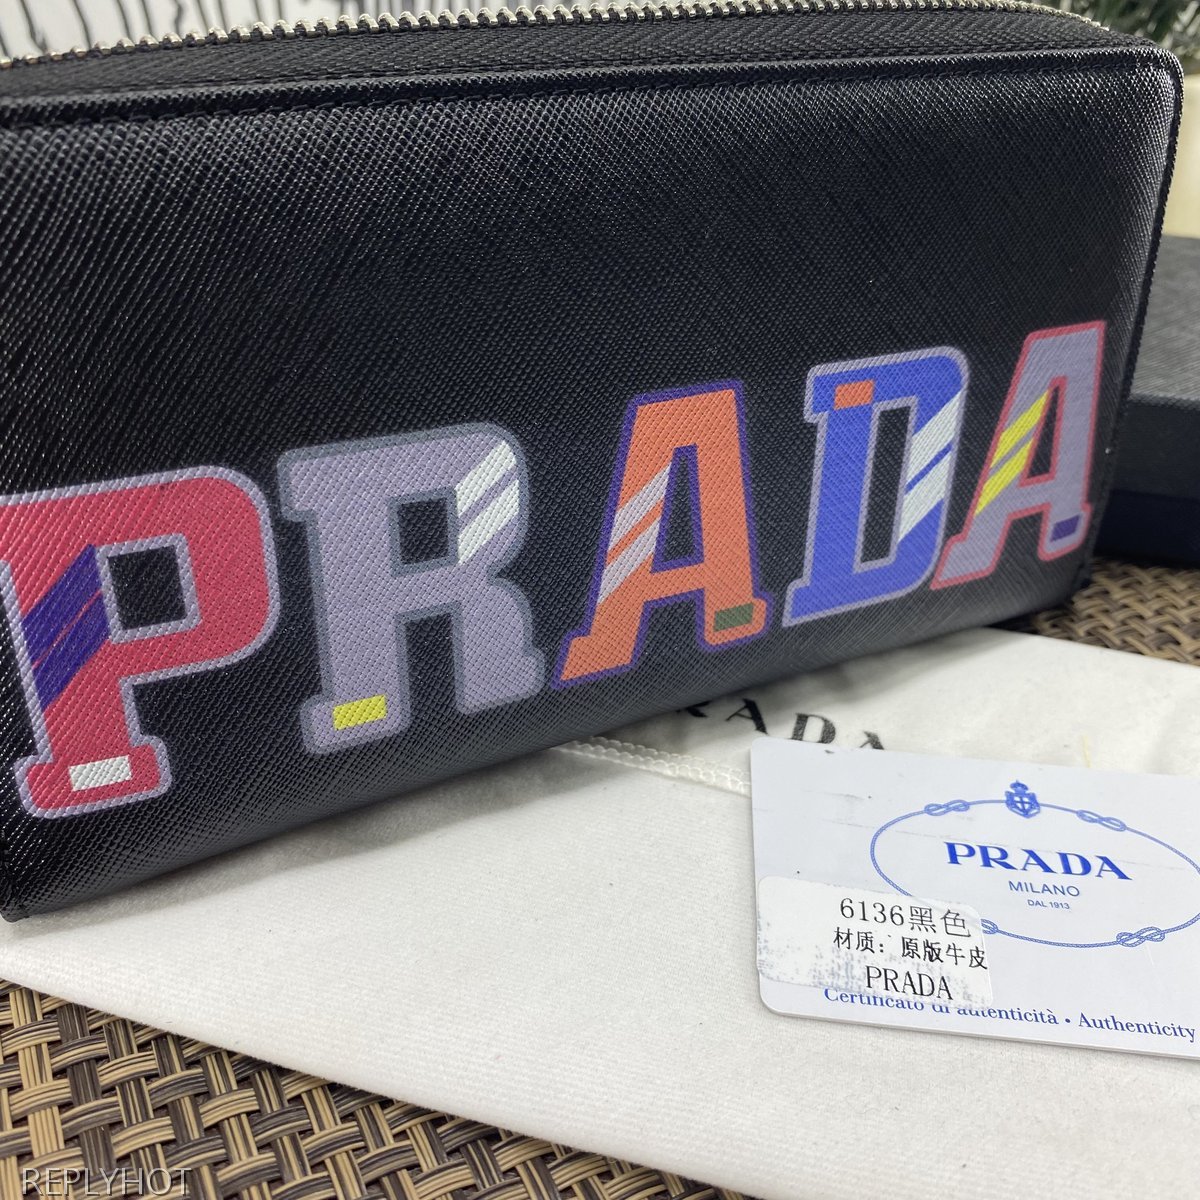 PRADA
PRADA
PRADA
MILANO
DAL 1913
6136黑色
材质: 原版牛皮
PRADA
Certificato di autenticità • Authenticity
REPLYHOT